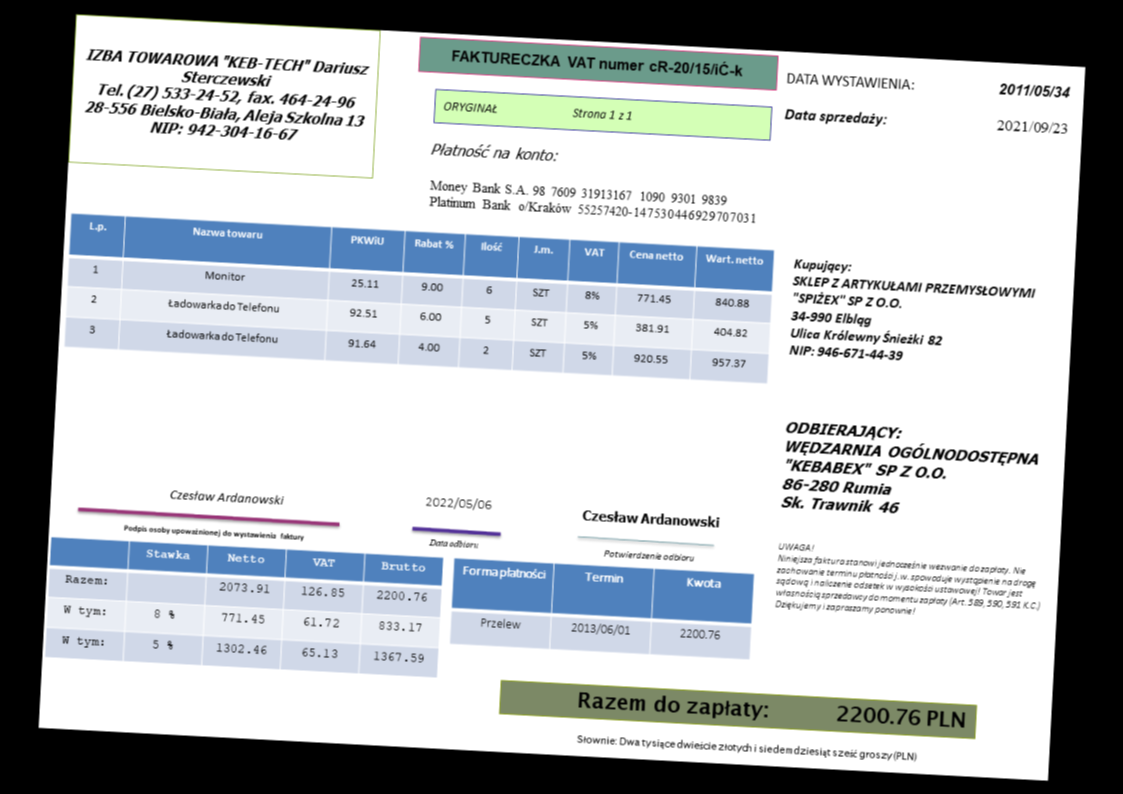 IZBA TOWAROWA "KEB-TECH" Dariusz
Sterczewski
Tel. (27) 533-24-52, fax. 464-24-96
28-556 Bielsko-Biała, Aleja Szkolna 13
NIP: 942-304-16-67
FAKTURECZKA VAT numer cR-20/15/iĆ-k
ORYGINAŁ Strona 1 z 1
DATA WYSTAWIENIA: 2011/05/34
Data sprzedaży: 2021/09/23
Płatność na konto:
Money Bank S.A. 98 7609 31913167 1090 9301 9839
Platinum Bank o/Kraków 55257420-147530446929707031
L.p. Nazwa towaru PKWiU Rabat % Ilość J.m. VAT Cena netto Wart. netto
1 Monitor 25.11 9.00 6 SZT 8% 771.45 840.88
2 Ładowarka do Telefonu 92.51 6.00 5 SZT 5% 381.91 404.82
3 Ładowarka do Telefonu 91.64 4.00 2 SZT 5% 920.55 957.37
Kupujący:
SKLEP Z ARTYKUŁAMI PRZEMYSŁOWYMI
"SPIŻEX" SP Z O.O.
34-990 Elbląg
Ulica Królewny Śnieżki 82
NIP: 946-671-44-39
ODBIERAJĄCY:
WĘDZARNIA OGÓLNODOSTĘPNA
"KEBABEX" SP Z O.O.
86-280 Rumia
Sk. Trawnik 46
Czesław Ardanowski
Podpis osoby upoważnionej do wystawienia faktury
2022/05/06
Data odbioru
Czesław Ardanowski
Potwierdzenie odbioru
UWAGA!
Niniejsza faktura stanowi jednocześnie wezwanie do zapłaty. Nie
zachowanie terminu płatności j.w. spowoduje wystąpienie na drogę
sądową i naliczenie odsetek w wysokości ustawowej! Towar jest
własnością sprzedawcy do momentu zapłaty (Art. 589, 590, 591 K.C.)
Dziękujemy i zapraszamy ponownie!
Stawka Netto VAT Brutto
Razem: 2073.91 126.85 2200.76
W tym: 8 % 771.45 61.72 833.17
W tym: 5 % 1302.46 65.13 1367.59
Forma płatności Termin Kwota
Przelew 2013/06/01 2200.76
Razem do zapłaty: 2200.76 PLN
Słownie: Dwa tysiące dwieście złotych i siedemdziesiąt sześć groszy (PLN)